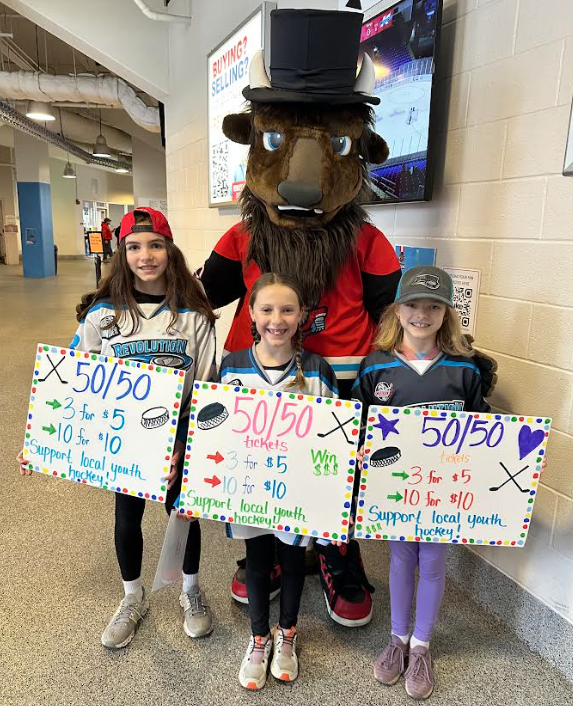 BUYING?
SELLING?
REVOLUTION
50/50
→ 3 for $5
→ 10 for $10
Support local youth
hockey!
50/50
tickets
→ 3 for $5
→ 10 for $10
Win
$$$
Support local youth
hockey!
50/50
tickets
→ 3 for $5
→ 10 for $10
Support local youth
$$$ hockey!